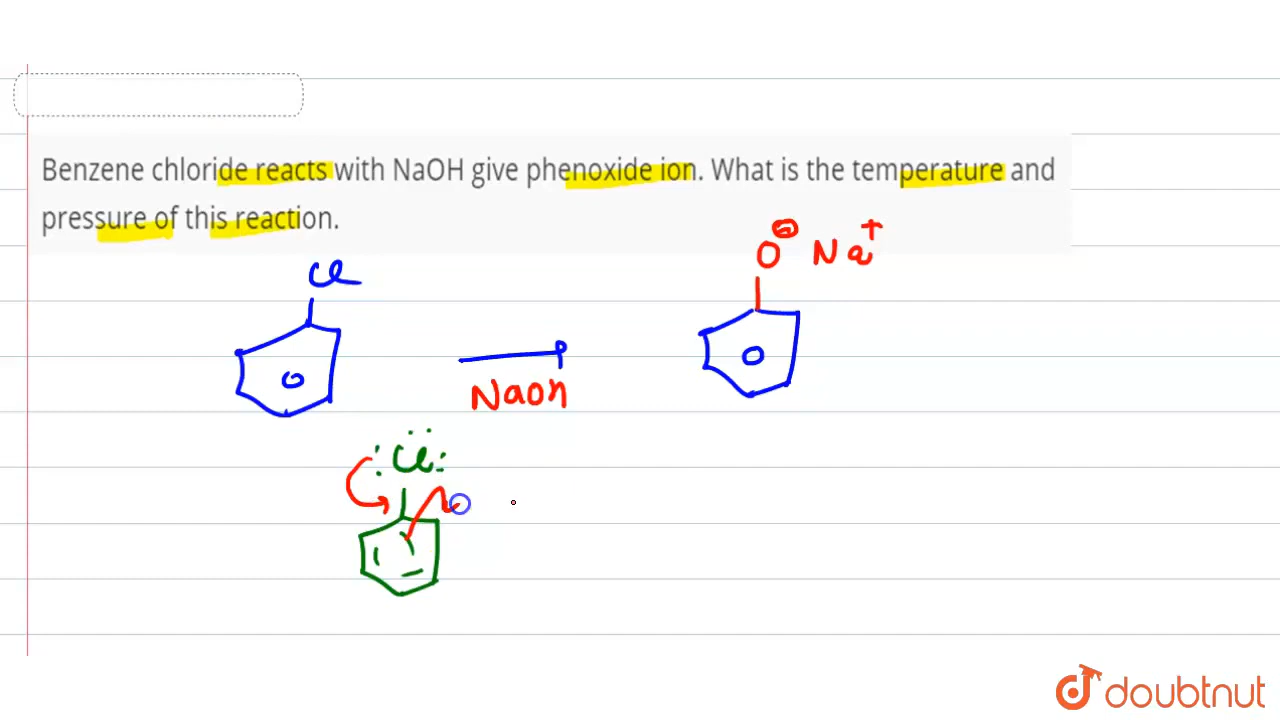 Benzene chloride reacts with NaOH give phenoxide ion. What is the temperature and
pressure of this reaction.
O⊖ Na+
Cl
NaOH
:Cl:
doubtnut